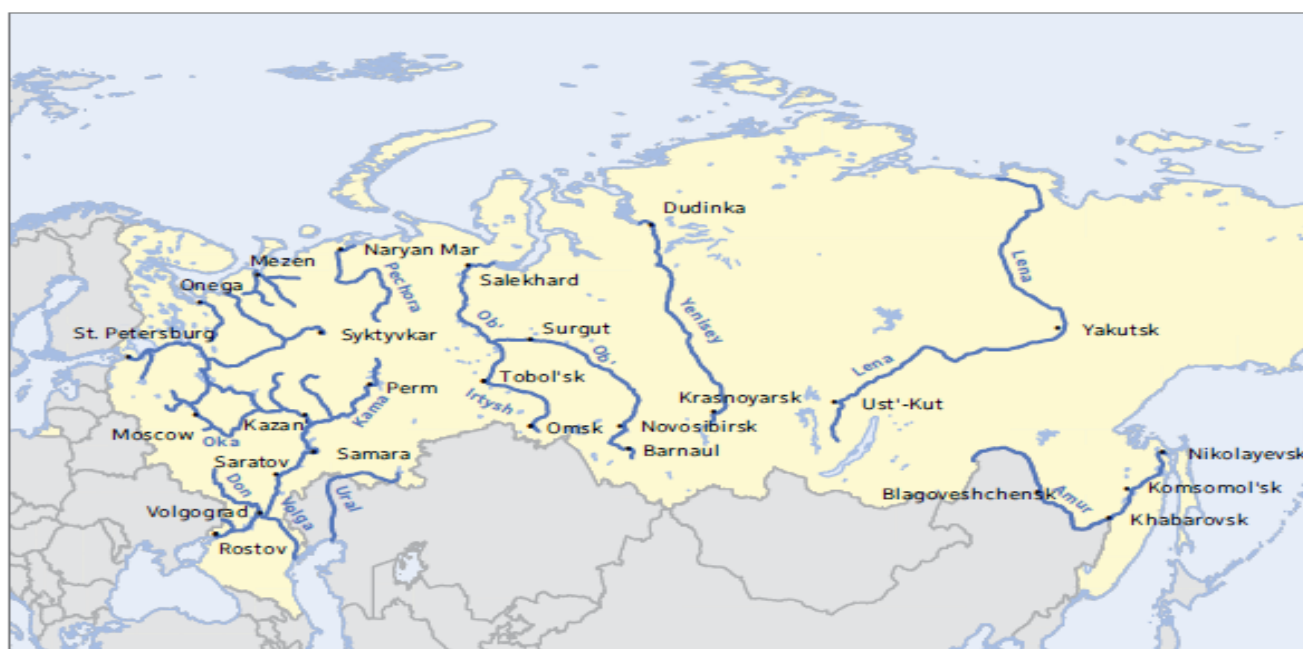 Dudinka
Naryan Mar
Mezen
Pechora
Salekhard
Onega
Lena
Yenisey
Ob'
Surgut
Yakutsk
St. Petersburg
Syktyvkar
Ob'
Lena
Tobol'sk
Perm
Irtysh
Krasnoyarsk
Ust'-Kut
Kama
Kazan
Moscow
Oka
Omsk
Novosibirsk
Barnaul
Saratov
Samara
Nikolayevsk
Don
Blagoveshchensk
Amur
Komsomol'sk
Volgograd
Volga
Ural
Khabarovsk
Rostov